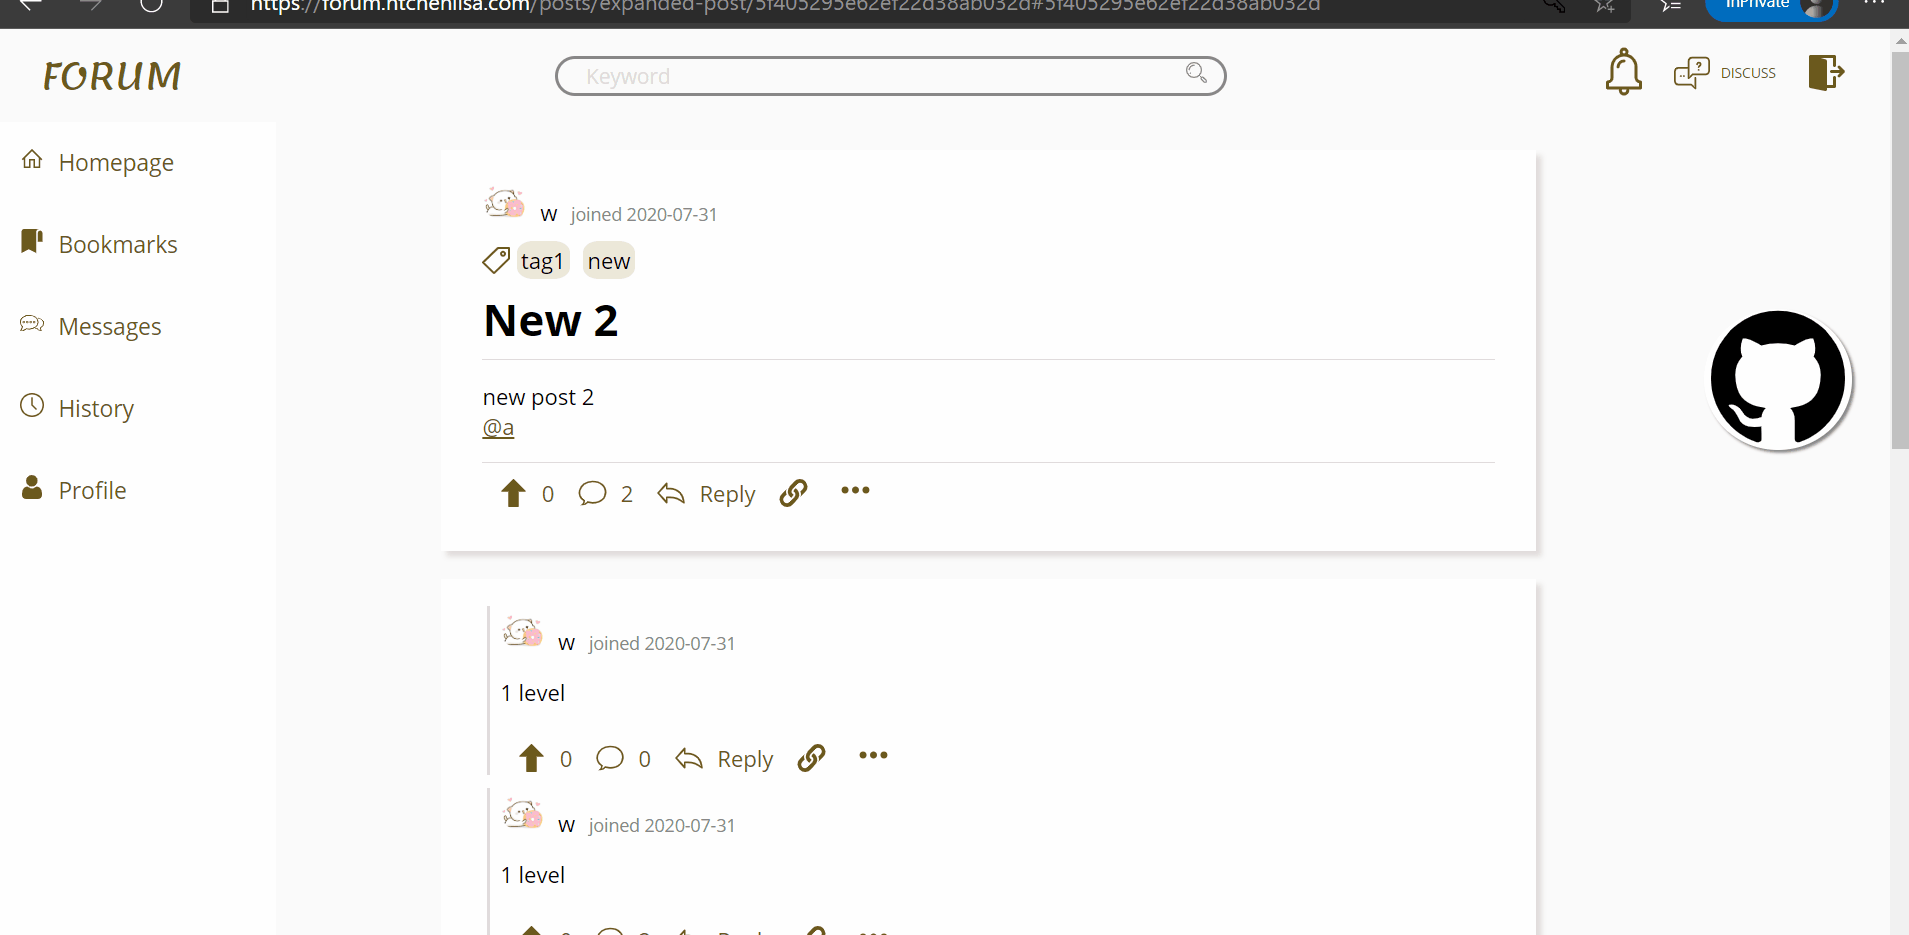 https://forum.htchenlisa.com/posts/expanded-post/5f405295e62ef22d38ab032d#5f405295e62ef22d38ab032d
InPrivate
FORUM
Keyword
DISCUSS
Homepage
Bookmarks
Messages
History
Profile
w joined 2020-07-31
tag1 new
New 2
new post 2
@a
0 2 Reply
w joined 2020-07-31
1 level
0 0 Reply
w joined 2020-07-31
1 level